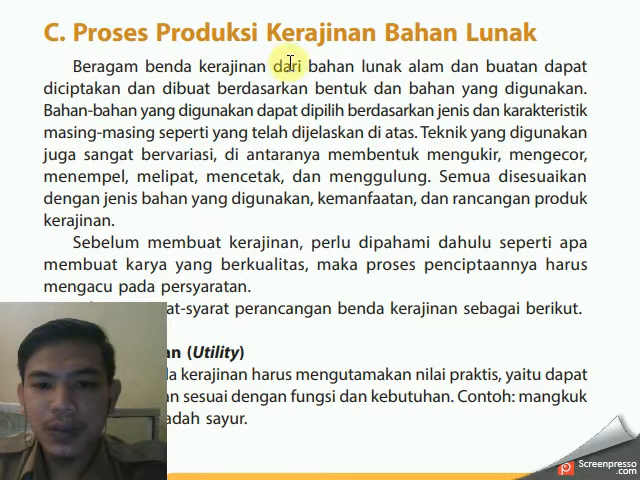 C. Proses Produksi Kerajinan Bahan Lunak
Beragam benda kerajinan dari bahan lunak alam dan buatan dapat
diciptakan dan dibuat berdasarkan bentuk dan bahan yang digunakan.
Bahan-bahan yang digunakan dapat dipilih berdasarkan jenis dan karakteristik
masing-masing seperti yang telah dijelaskan di atas. Teknik yang digunakan
juga sangat bervariasi, di antaranya membentuk mengukir, mengecor,
menempel, melipat, mencetak, dan menggulung. Semua disesuaikan
dengan jenis bahan yang digunakan, kemanfaatan, dan rancangan produk
kerajinan.
Sebelum membuat kerajinan, perlu dipahami dahulu seperti apa
membuat karya yang berkualitas, maka proses penciptaannya harus
mengacu pada persyaratan.
at-syarat perancangan benda kerajinan sebagai berikut.
an (Utility)
da kerajinan harus mengutamakan nilai praktis, yaitu dapat
an sesuai dengan fungsi dan kebutuhan. Contoh: mangkuk
adah sayur.
Screenpresso
.com